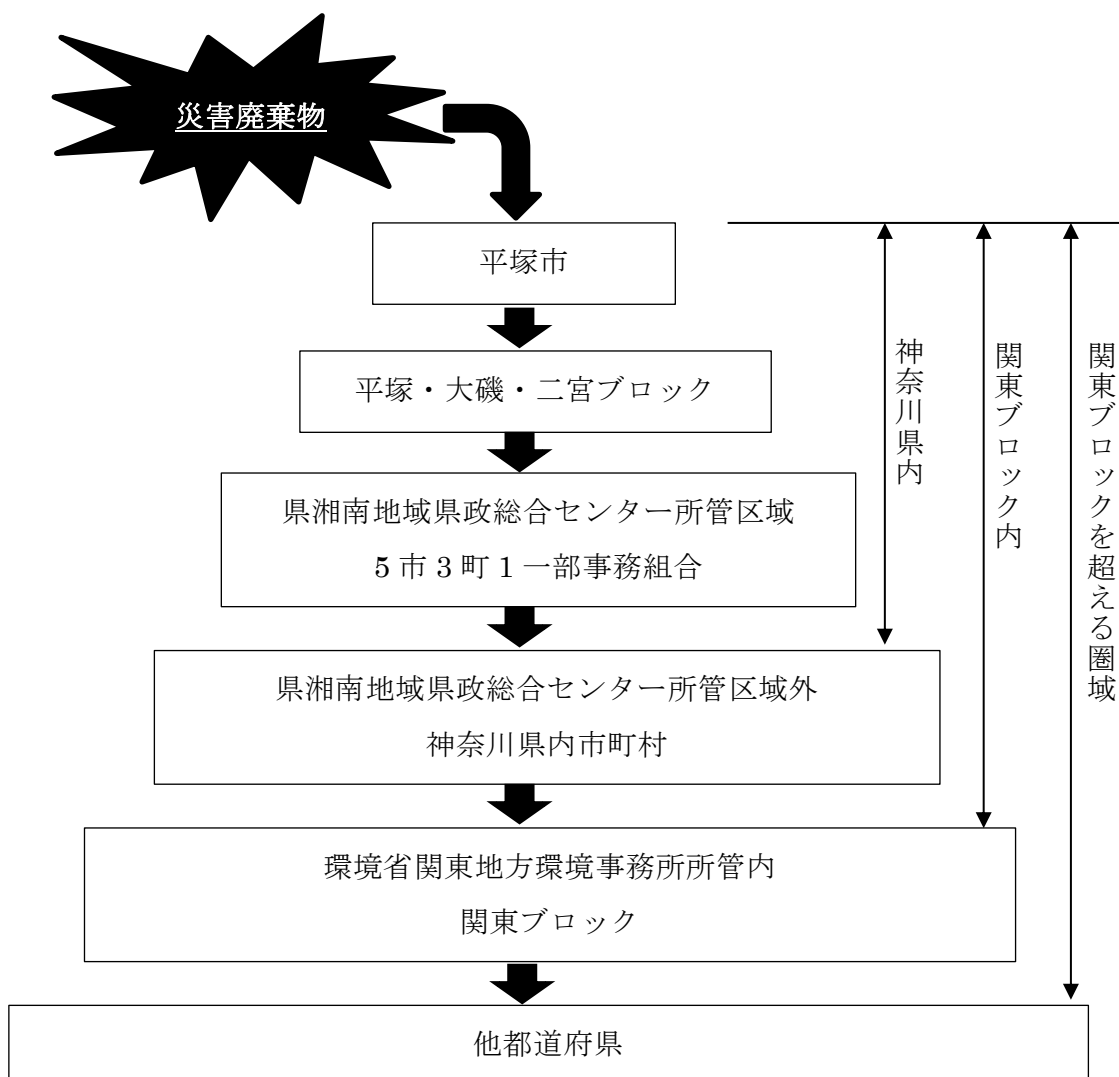 災害廃棄物
平塚市
平塚・大磯・二宮ブロック
県湘南地域県政総合センター所管区域
5市3町1一部事務組合
県湘南地域県政総合センター所管区域外
神奈川県内市町村
環境省関東地方環境事務所所管内
関東ブロック
他都道府県
神奈川県内
関東ブロック内
関東ブロックを超える圏域